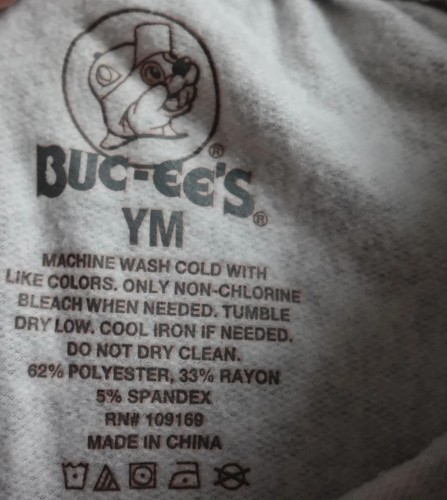 BUC-EE'S®
YM
MACHINE WASH COLD WITH
LIKE COLORS. ONLY NON-CHLORINE
BLEACH WHEN NEEDED. TUMBLE
DRY LOW. COOL IRON IF NEEDED.
DO NOT DRY CLEAN.
62% POLYESTER, 33% RAYON
5% SPANDEX
RN# 109169
MADE IN CHINA